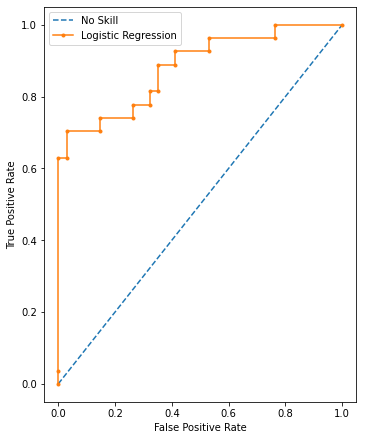 No Skill
Logistic Regression
1.0
0.8
0.6
0.4
0.2
0.0
True Positive Rate
0.0 0.2 0.4 0.6 0.8 1.0
False Positive Rate